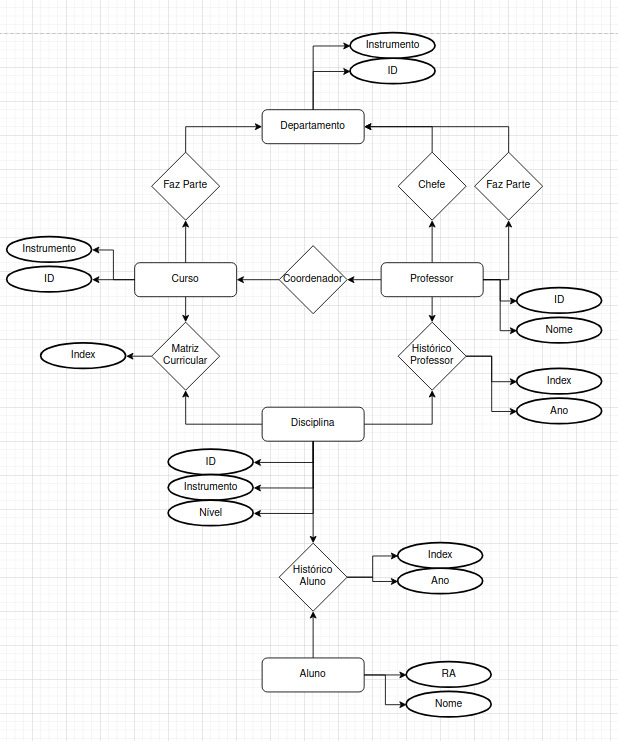 Instrumento
ID
Departamento
Faz Parte
Chefe
Faz Parte
Instrumento
ID
Curso
Coordenador
Professor
ID
Nome
Index
Matriz
Curricular
Histórico
Professor
Index
Ano
Disciplina
ID
Instrumento
Nível
Histórico
Aluno
Index
Ano
Aluno
RA
Nome